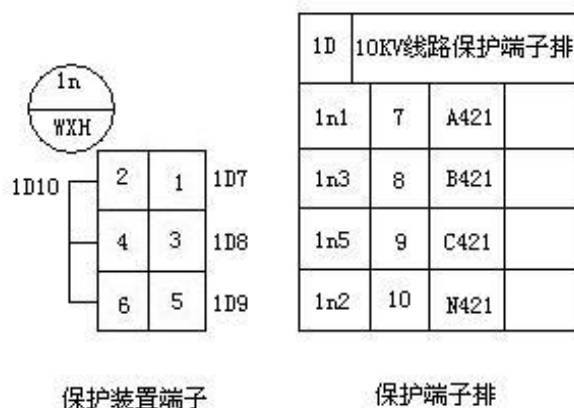 1n
WXH
1D10
2 1 1D7
4 3 1D8
6 5 1D9
保护装置端子
1D 10KV线路保护端子排
1n1 7 A421
1n3 8 B421
1n5 9 C421
1n2 10 N421
保护端子排